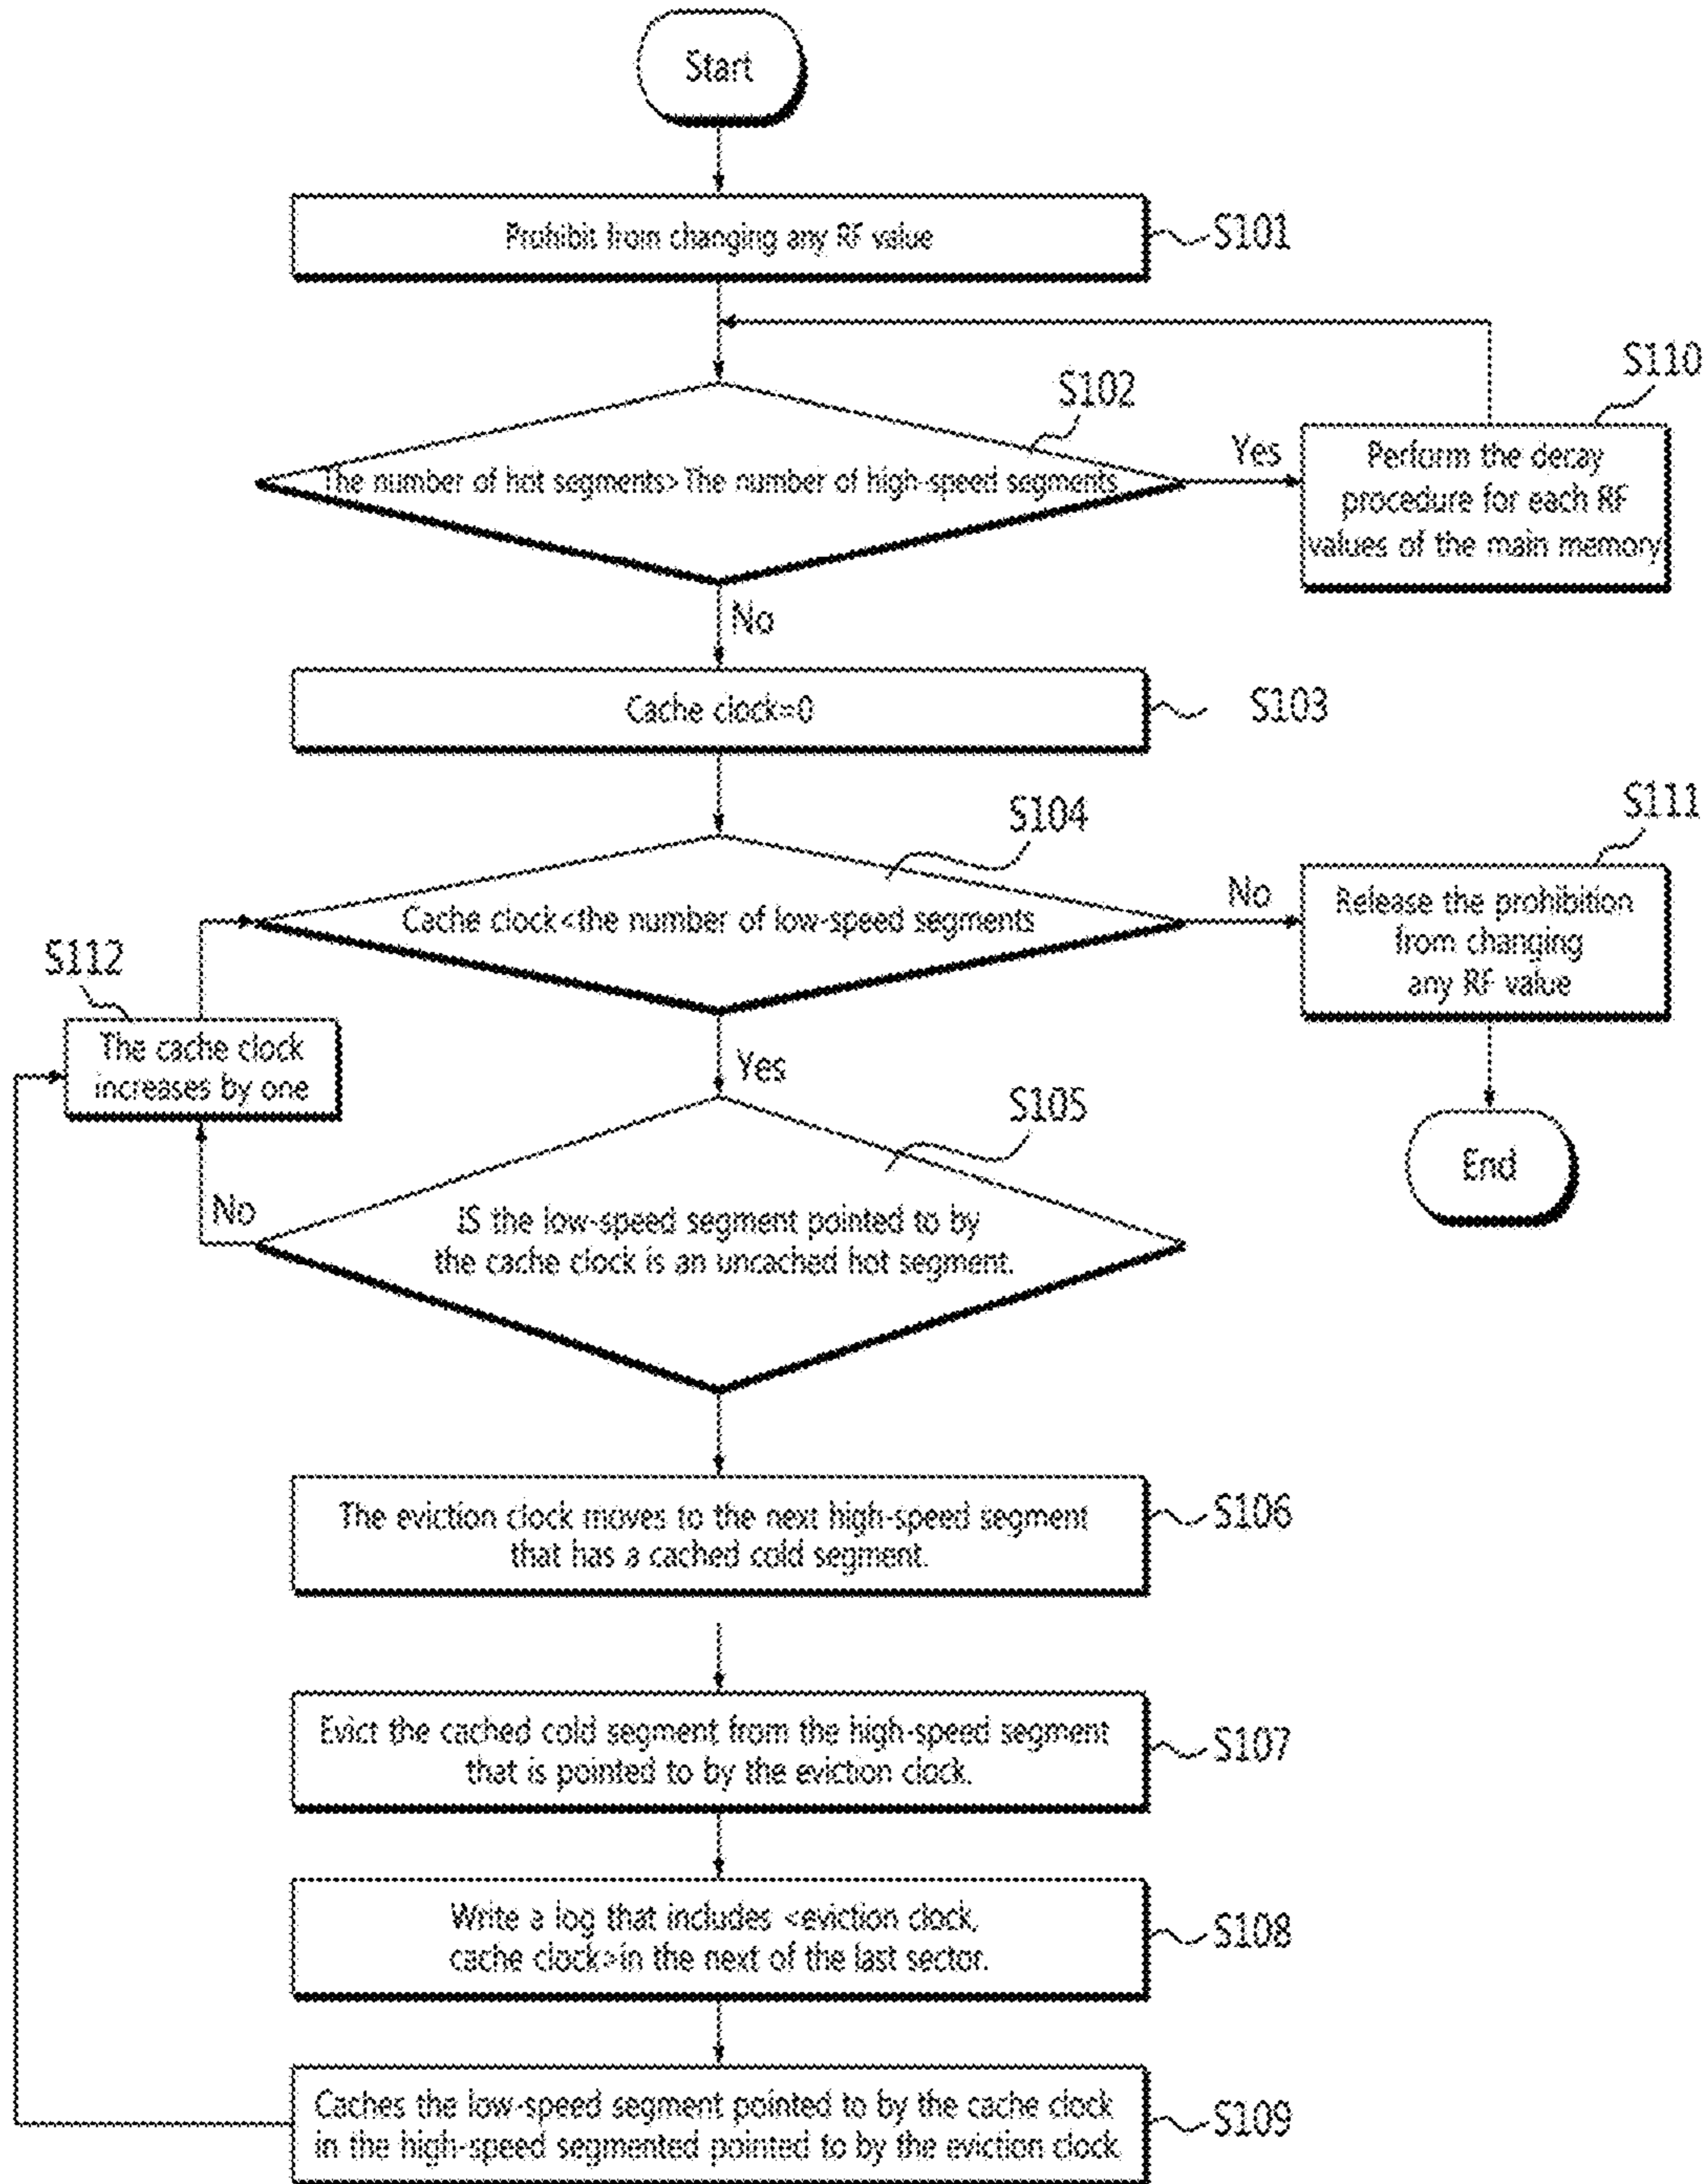 Start
Prohibit from changing any RF value
S101
S110
S102
The number of hot segments>The number of high-speed segments
Yes
Perform the decay
procedure for each RF
values of the main memory
No
Cache clock=0
S103
S104
S111
Cache clock<the number of low-speed segments
No
Release the prohibition
from changing
any RF value
S112
The cache clock
increases by one
Yes
S105
End
No
IS the low-speed segment pointed to by
the cache clock is an uncached hot segment.
The eviction clock moves to the next high-speed segment
that has a cached cold segment.
S106
Evict the cached cold segment from the high-speed segment
that is pointed to by the eviction clock.
S107
Write a log that includes <eviction clock,
cache clock>in the next of the last sector.
S108
Caches the low-speed segment pointed to by the cache clock
in the high-speed segmented pointed to by the eviction clock.
S109